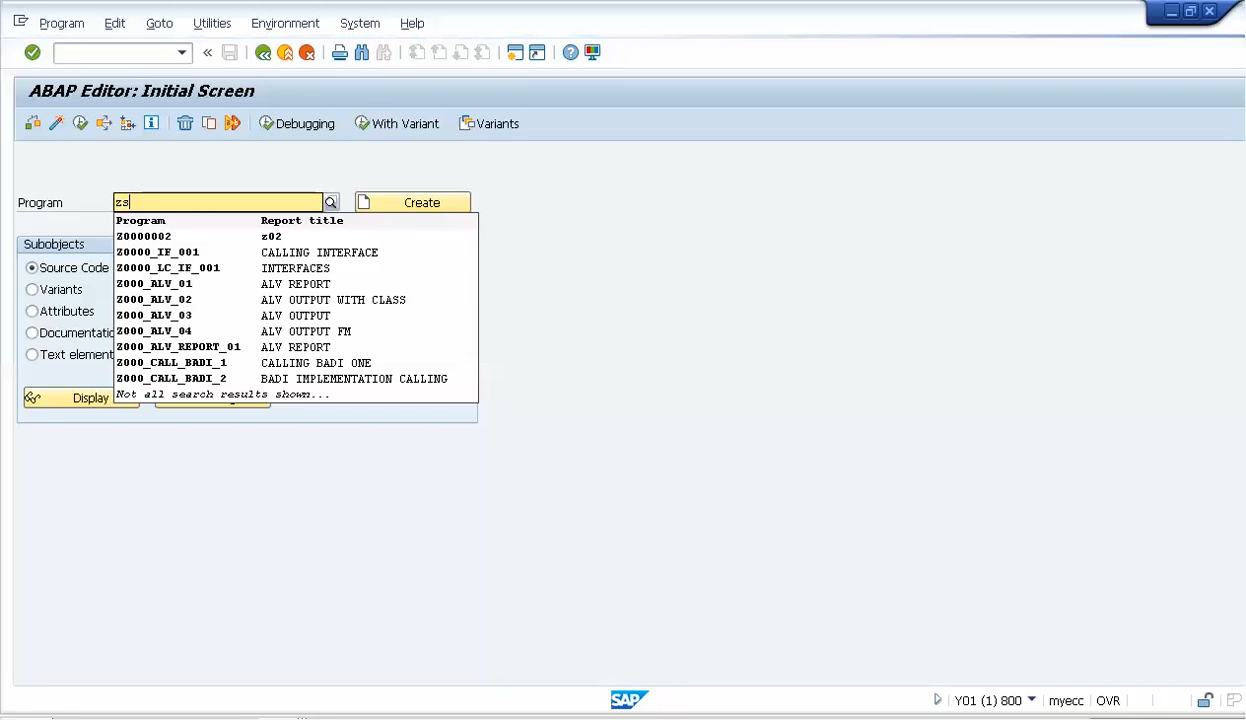 Program Edit Goto Utilities Environment System Help
ABAP Editor: Initial Screen
Debugging With Variant Variants
Program zs Create
Program Report title
Z0000002 z02
Z0000_IF_001 CALLING INTERFACE
Z0000_LC_IF_001 INTERFACES
Z000_ALV_01 ALV REPORT
Z000_ALV_02 ALV OUTPUT WITH CLASS
Z000_ALV_03 ALV OUTPUT
Z000_ALV_04 ALV OUTPUT FM
Z000_ALV_REPORT_01 ALV REPORT
Z000_CALL_BADI_1 CALLING BADI ONE
Z000_CALL_BADI_2 BADI IMPLEMENTATION CALLING
Not all search results shown...
Subobjects
Source Code
Variants
Attributes
Documentatio
Text element
Display
SAP Y01 (1) 800 myecc OVR